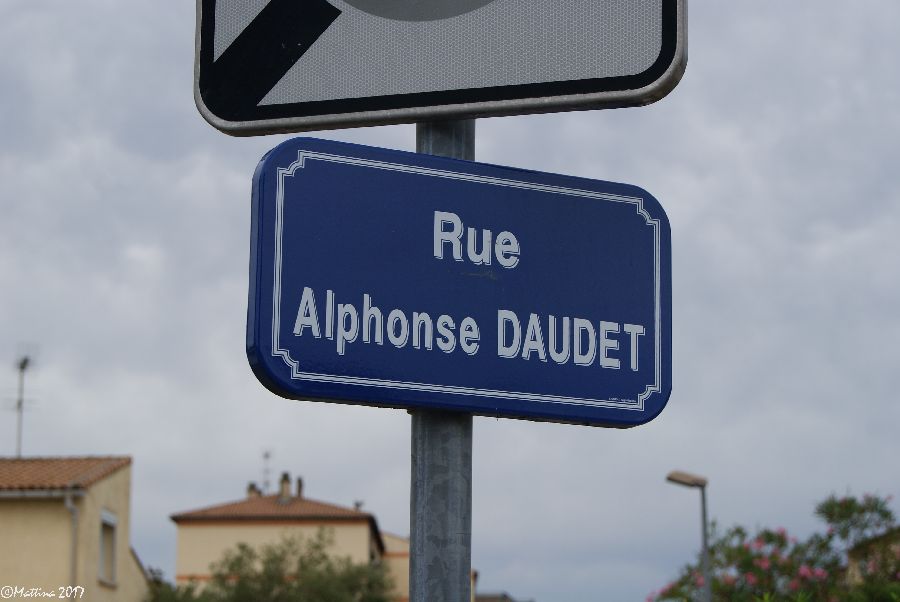 Rue
Alphonse DAUDET
©Mattina 2017